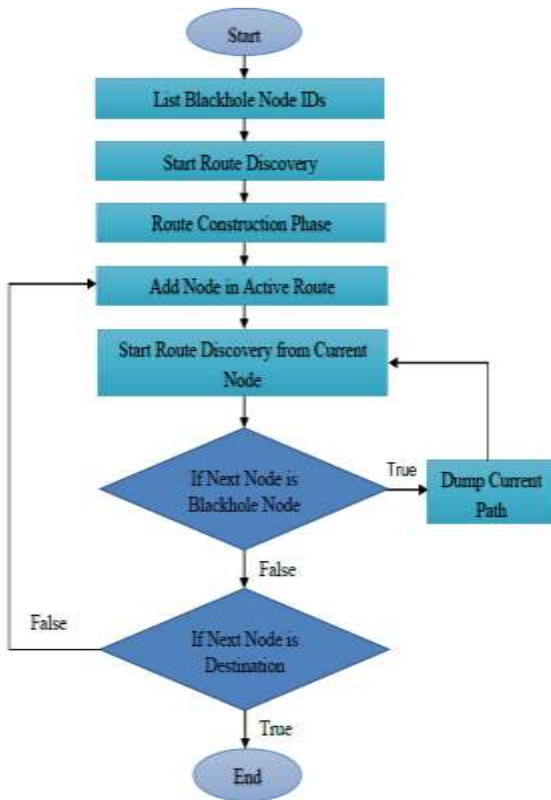 Start
List Blackhole Node IDs
Start Route Discovery
Route Construction Phase
Add Node in Active Route
Start Route Discovery from Current
Node
If Next Node is
Blackhole Node
True
Dump Current
Path
False
False
If Next Node is
Destination
True
End